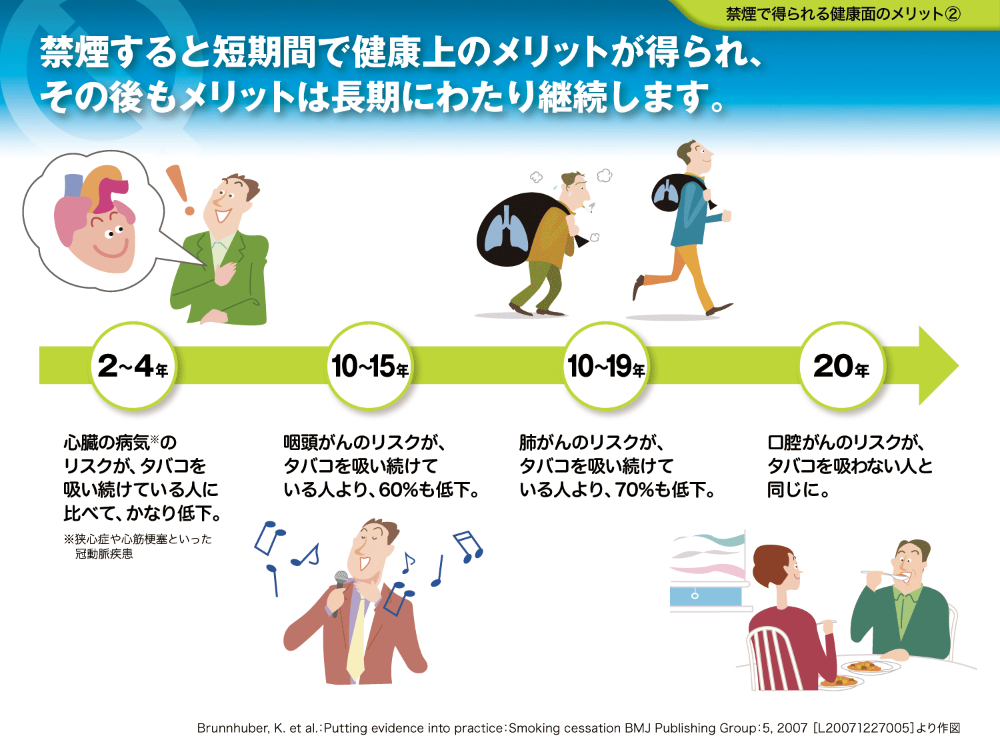 禁煙で得られる健康面のメリット②
禁煙すると短期間で健康上のメリットが得られ、
その後もメリットは長期にわたり継続します。
2~4年
10~15年
10~19年
20年
心臓の病気※の
リスクが、タバコを
吸い続けている人に
比べて、かなり低下。
※狭心症や心筋梗塞といった
冠動脈疾患
咽頭がんのリスクが、
タバコを吸い続けて
いる人より、60%も低下。
肺がんのリスクが、
タバコを吸い続けて
いる人より、70%も低下。
口腔がんのリスクが、
タバコを吸わない人と
同じに。
Brunnhuber, K. et al.:Putting evidence into practice:Smoking cessation BMJ Publishing Group:5, 2007 [L20071227005]より作図